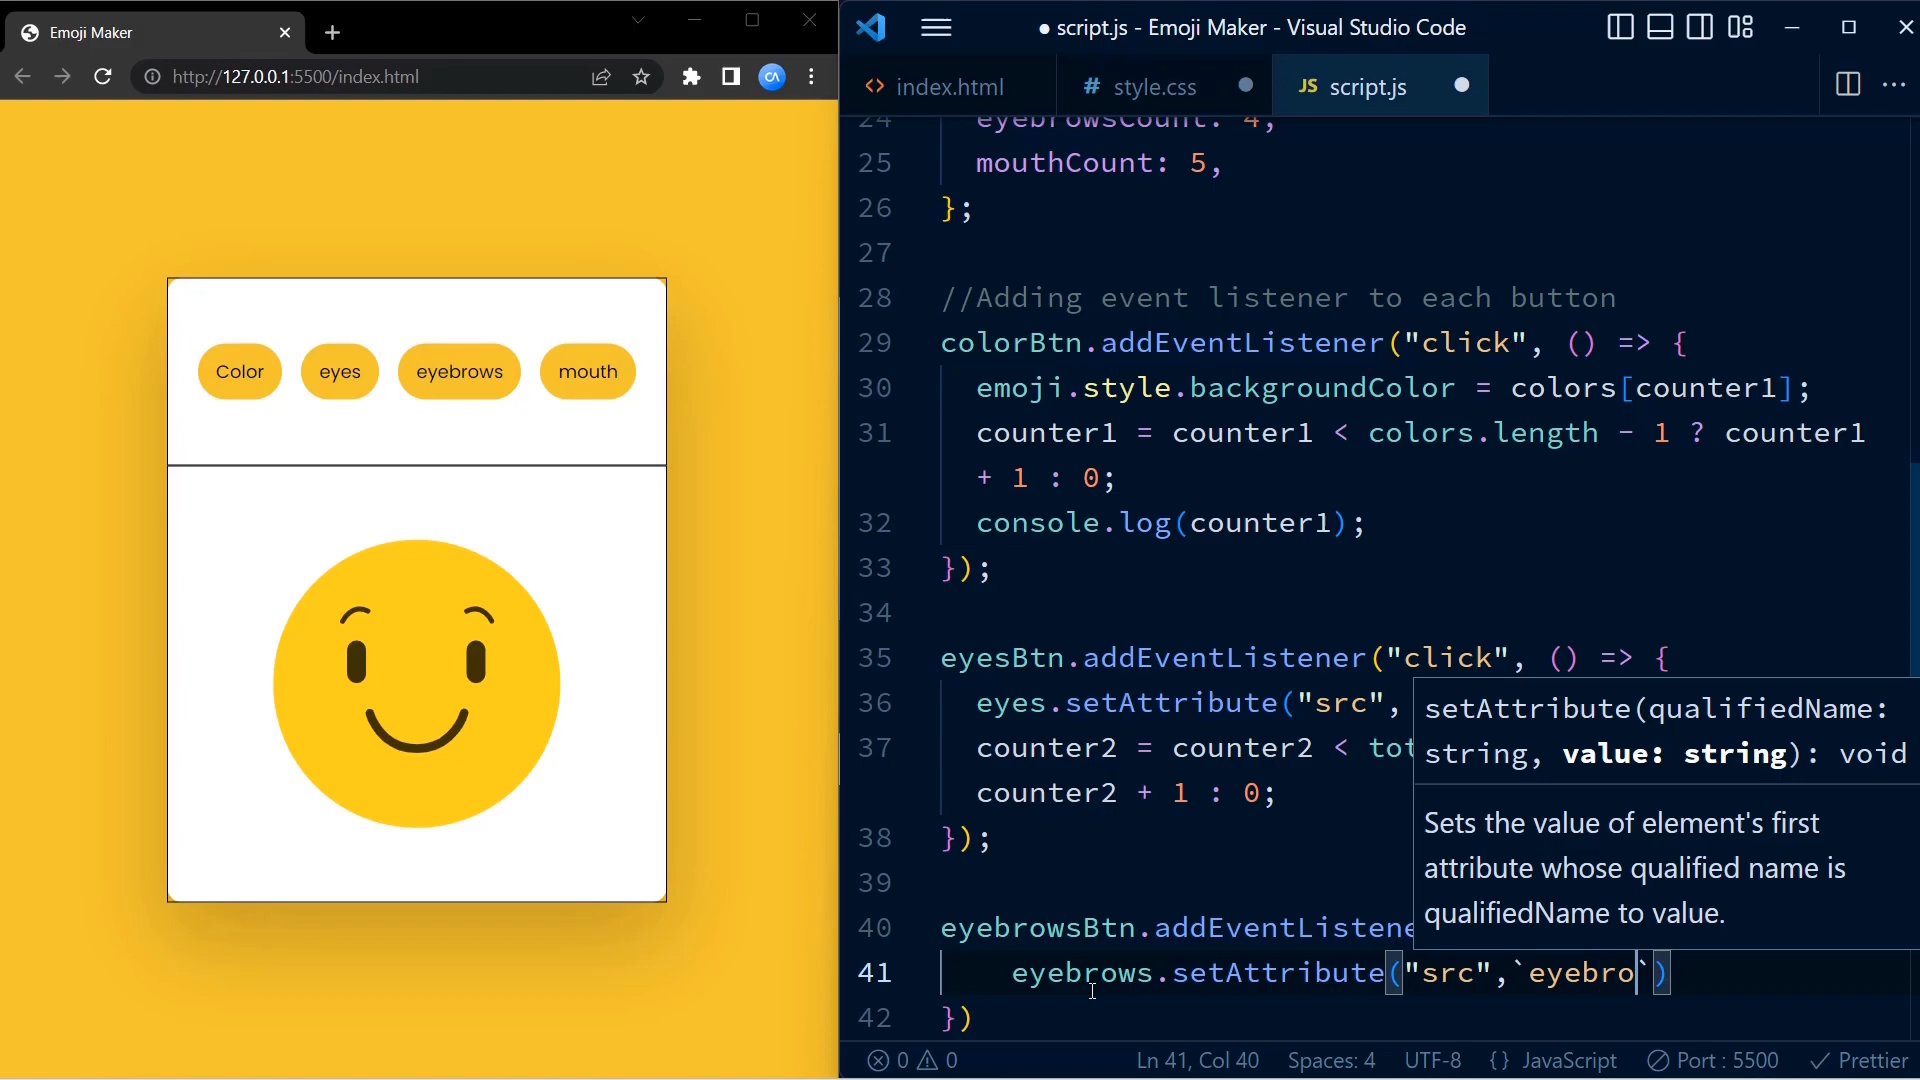 Emoji Maker
http://127.0.0.1:5500/index.html
CA
Color
eyes
eyebrows
mouth
● script.js - Emoji Maker - Visual Studio Code
<> index.html
# style.css
JS script.js
24 eyebrowsCount: 4,
25 mouthCount: 5,
26 };
27
28 //Adding event listener to each button
29 colorBtn.addEventListener("click", () => {
30 emoji.style.backgroundColor = colors[counter1];
31 counter1 = counter1 < colors.length - 1 ? counter1
+ 1 : 0;
32 console.log(counter1);
33 });
34
35 eyesBtn.addEventListener("click", () => {
36 eyes.setAttribute("src",
37 counter2 = counter2 < tot
counter2 + 1 : 0;
38 });
39
40 eyebrowsBtn.addEventListene
41 eyebrows.setAttribute("src",`eyebro`)
42 })
setAttribute(qualifiedName:
string, value: string): void
Sets the value of element's first
attribute whose qualified name is
qualifiedName to value.
0 0
Ln 41, Col 40
Spaces: 4
UTF-8
{} JavaScript
Port : 5500
Prettier